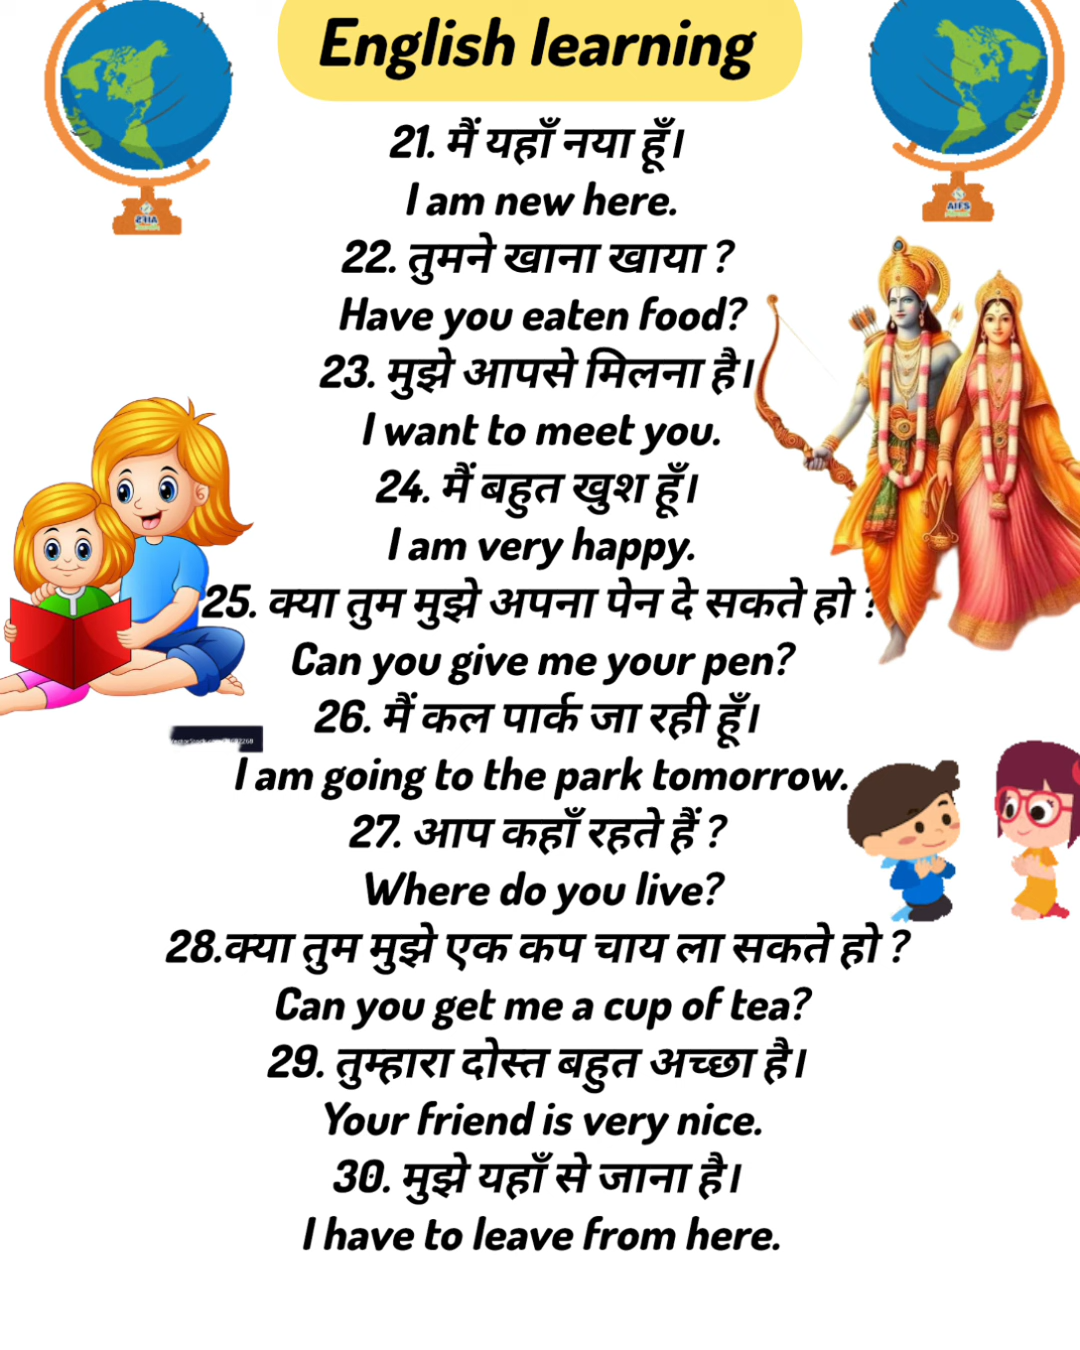 English learning
21. मैं यहाँ नया हूँ।
I am new here.
22. तुमने खाना खाया ?
Have you eaten food?
23. मुझे आपसे मिलना है।
I want to meet you.
24. मैं बहुत खुश हूँ।
I am very happy.
25. क्या तुम मुझे अपना पेन दे सकते हो ?
Can you give me your pen?
26. मैं कल पार्क जा रही हूँ।
I am going to the park tomorrow.
27. आप कहाँ रहते हैं ?
Where do you live?
28.क्या तुम मुझे एक कप चाय ला सकते हो ?
Can you get me a cup of tea?
29. तुम्हारा दोस्त बहुत अच्छा है।
Your friend is very nice.
30. मुझे यहाँ से जाना है।
I have to leave from here.